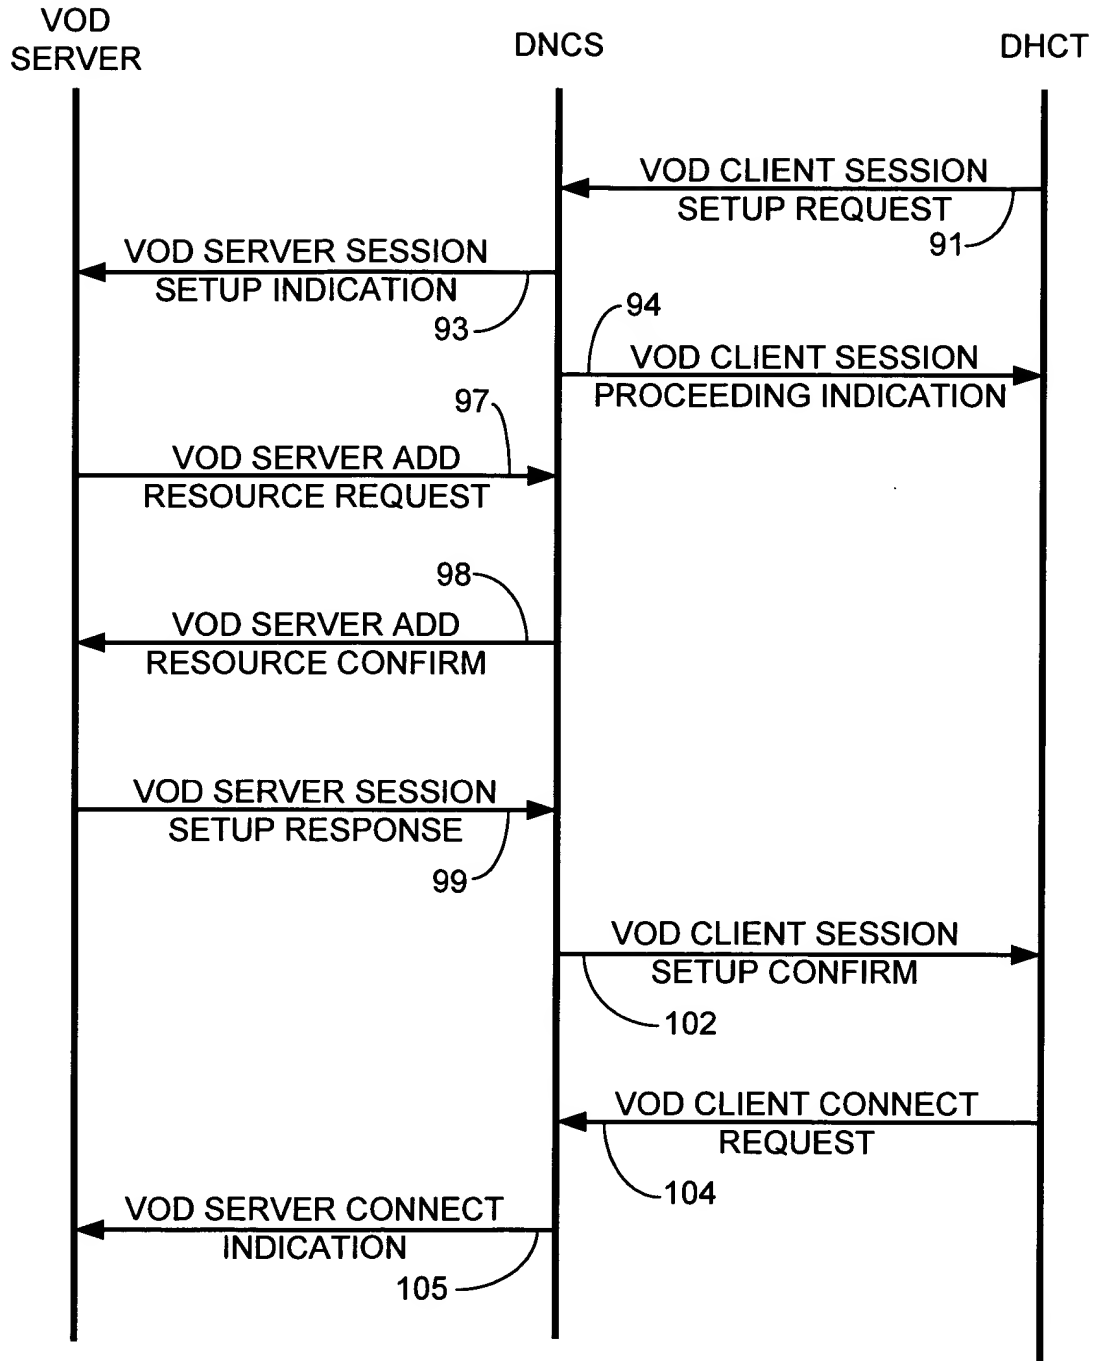 VOD
SERVER
DNCS
DHCT
VOD CLIENT SESSION
SETUP REQUEST
91
VOD SERVER SESSION
SETUP INDICATION
93
94
VOD CLIENT SESSION
PROCEEDING INDICATION
97
VOD SERVER ADD
RESOURCE REQUEST
98
VOD SERVER ADD
RESOURCE CONFIRM
VOD SERVER SESSION
SETUP RESPONSE
99
VOD CLIENT SESSION
SETUP CONFIRM
102
VOD CLIENT CONNECT
REQUEST
104
VOD SERVER CONNECT
INDICATION
105